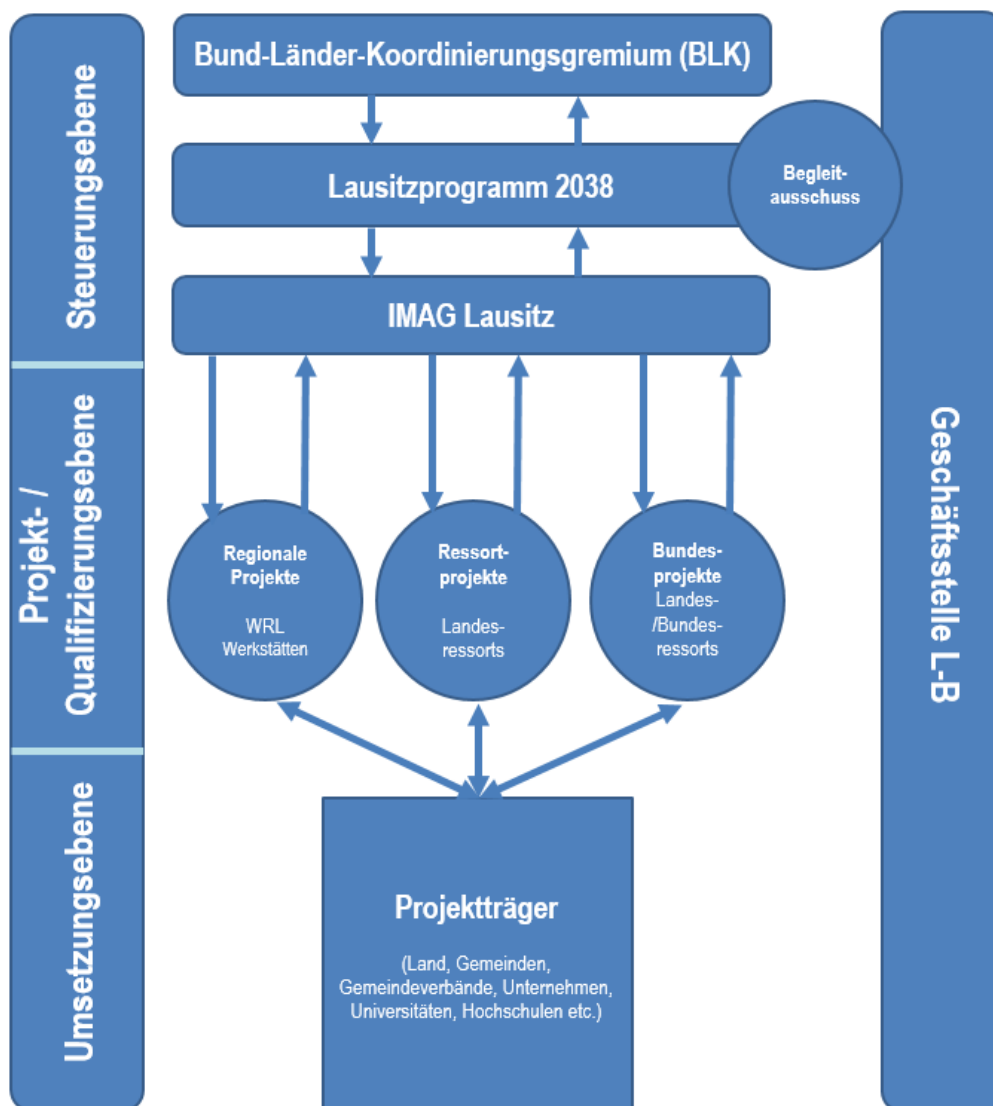 Bund-Länder-Koordinierungsgremium (BLK)
Lausitzprogramm 2038
Begleit-
ausschuss
IMAG Lausitz
Steuerungsebene
Projekt- /
Qualifizierungsebene
Umsetzungsebene
Regionale
Projekte
WRL
Werkstätten
Ressort-
projekte
Landes-
ressorts
Bundes-
projekte
Landes-
/Bundes-
ressorts
Projektträger
(Land, Gemeinden,
Gemeindeverbände, Unternehmen,
Universitäten, Hochschulen etc.)
Geschäftsstelle L-B